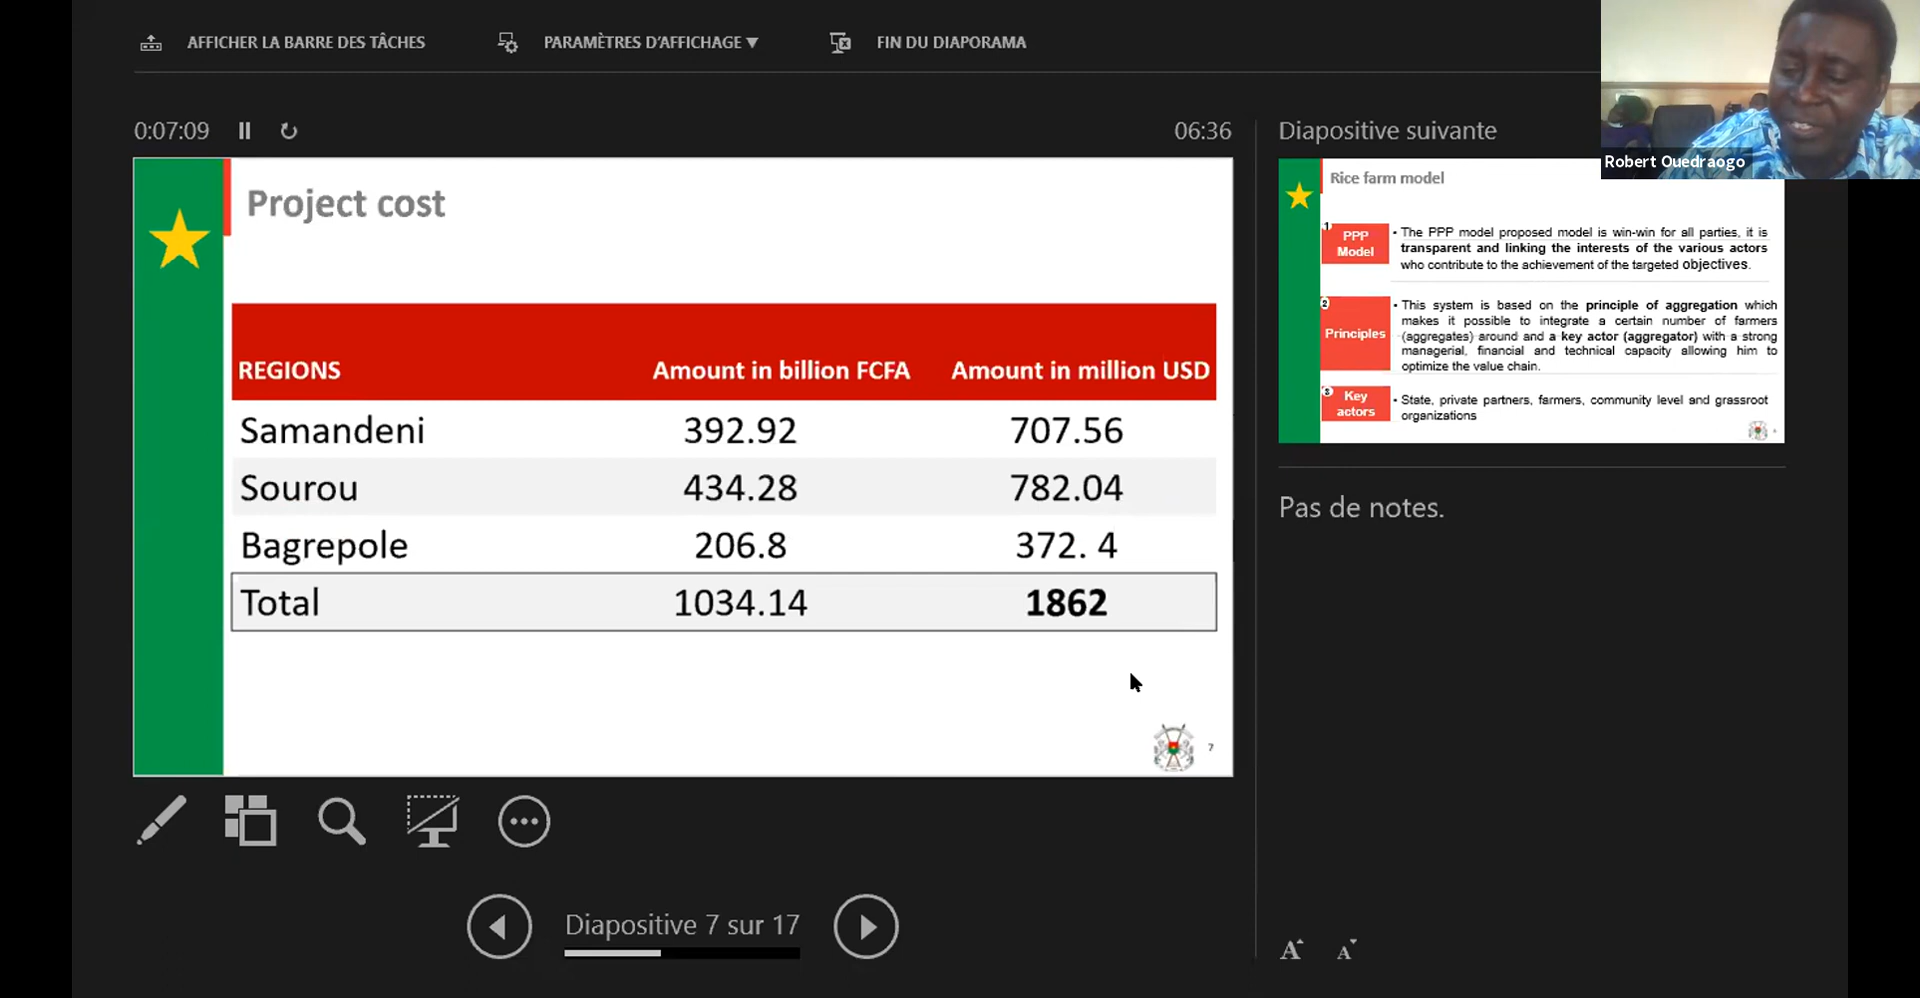 AFFICHER LA BARRE DES TÂCHES
PARAMÈTRES D'AFFICHAGE ▼
FIN DU DIAPORAMA
Robert Ouedraogo
0:07:09
06:36
Diapositive suivante
Project cost
REGIONS Amount in billion FCFA Amount in million USD
Samandeni 392.92 707.56
Sourou 434.28 782.04
Bagrepole 206.8 372. 4
Total 1034.14 1862
7
Rice farm model
1
PPP
Model
• The PPP model proposed model is win-win for all parties, it is
transparent and linking the interests of the various actors
who contribute to the achievement of the targeted objectives.
2
Principles
• This system is based on the principle of aggregation which
makes it possible to integrate a certain number of farmers
(aggregates) around and a key actor (aggregator) with a strong
managerial, financial and technical capacity allowing him to
optimize the value chain.
3
Key
actors
• State, private partners, farmers, community level and grassroot
organizations
Pas de notes.
Diapositive 7 sur 17
A A